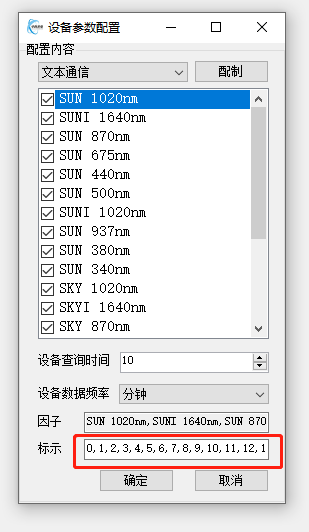 设备参数配置
配置内容
文本通信
配制
SUN 1020nm
SUNI 1640nm
SUN 870nm
SUN 675nm
SUN 440nm
SUN 500nm
SUNI 1020nm
SUN 937nm
SUN 380nm
SUN 340nm
SKY 1020nm
SKYI 1640nm
SKY 870nm
设备查询时间 10
设备数据频率 分钟
因子 SUN 1020nm,SUNI 1640nm,SUN 870
标示 0,1,2,3,4,5,6,7,8,9,10,11,12,1
确定 取消